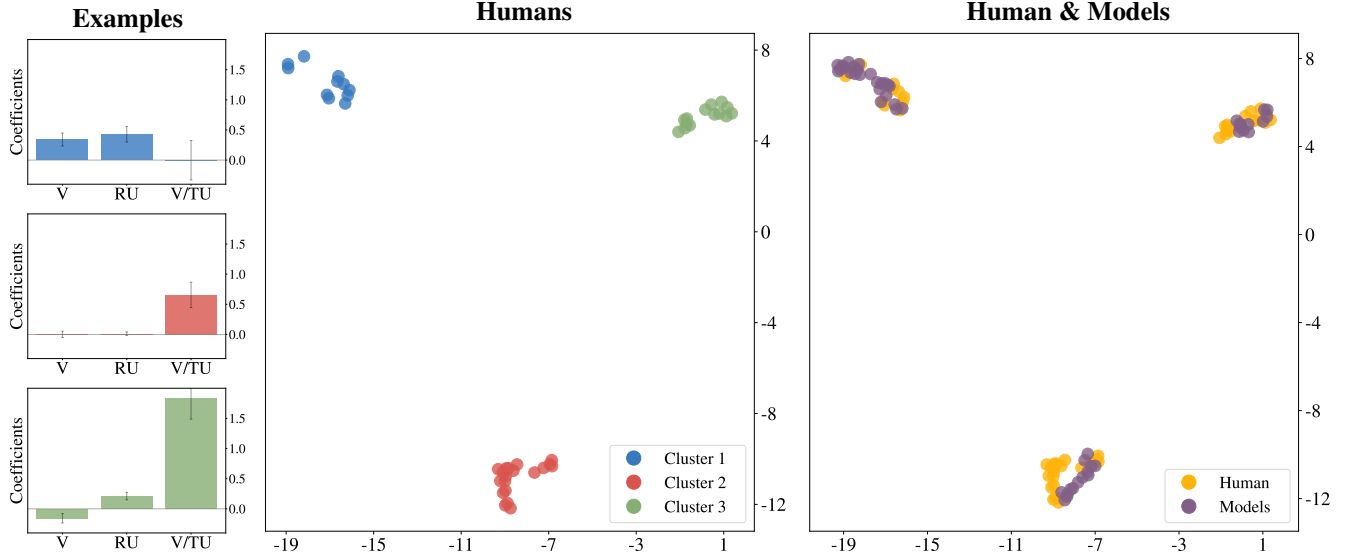 Examples
Coefficients
1.5
1.0
0.5
0.0
V RU V/TU
Coefficients
1.5
1.0
0.5
0.0
V RU V/TU
Coefficients
1.5
1.0
0.5
0.0
V RU V/TU
Humans
8
4
0
-4
-8
-12
Cluster 1
Cluster 2
Cluster 3
-19 -15 -11 -7 -3 1
Human & Models
8
4
0
-4
-8
-12
Human
Models
-19 -15 -11 -7 -3 1